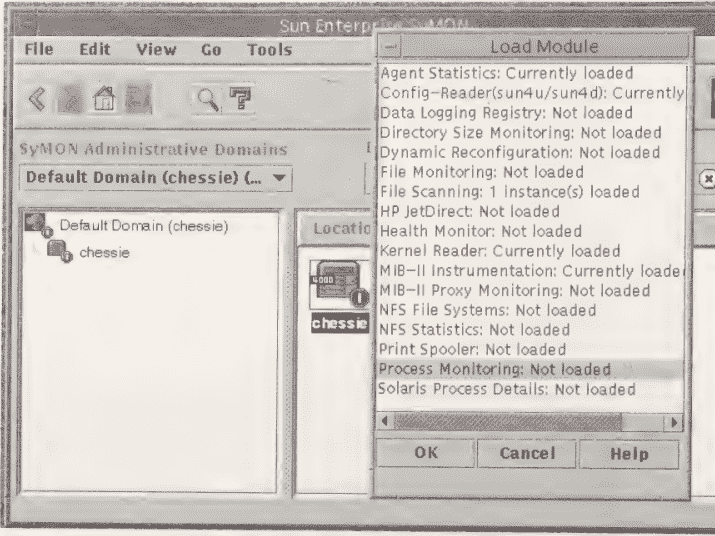 Sun Enterprise SyMON
File Edit View Go Tools
SyMON Administrative Domains
Default Domain (chessie) (...
Default Domain (chessie)
chessie
Locatio
4000
chessie
Load Module
Agent Statistics: Currently loaded
Config-Reader(sun4u/sun4d): Currently
Data Logging Registry: Not loaded
Directory Size Monitoring: Not loaded
Dynamic Reconfiguration: Not loaded
File Monitoring: Not loaded
File Scanning: 1 instance(s) loaded
HP JetDirect: Not loaded
Health Monitor: Not loaded
Kernel Reader: Currently loaded
MIB-II Instrumentation: Currently loade
MIB-II Proxy Monitoring: Not loaded
NFS File Systems: Not loaded
NFS Statistics: Not loaded
Print Spooler: Not loaded
Process Monitoring: Not loaded
Solaris Process Details: Not loaded
OK Cancel Help